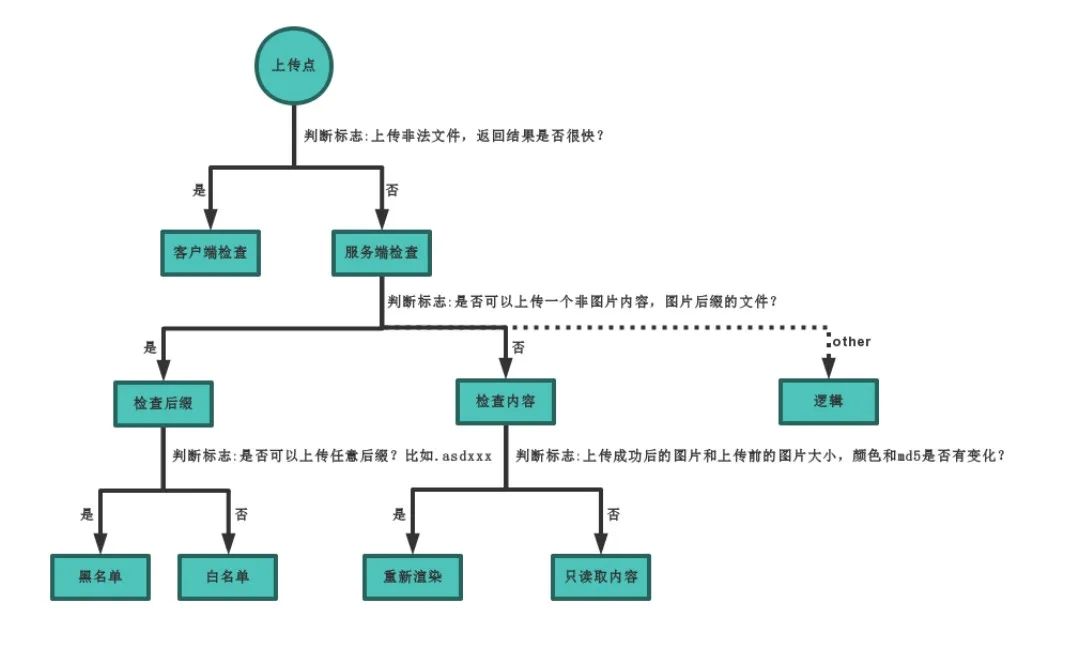 上传点
判断标志:上传非法文件，返回结果是否很快？
是
否
客户端检查
服务端检查
判断标志:是否可以上传一个非图片内容，图片后缀的文件？
other
是
否
检查后缀
检查内容
逻辑
判断标志:是否可以上传任意后缀？比如.asdxxx
判断标志:上传成功后的图片和上传前的图片大小，颜色和md5是否有变化？
是
否
是
否
黑名单
白名单
重新渲染
只读取内容